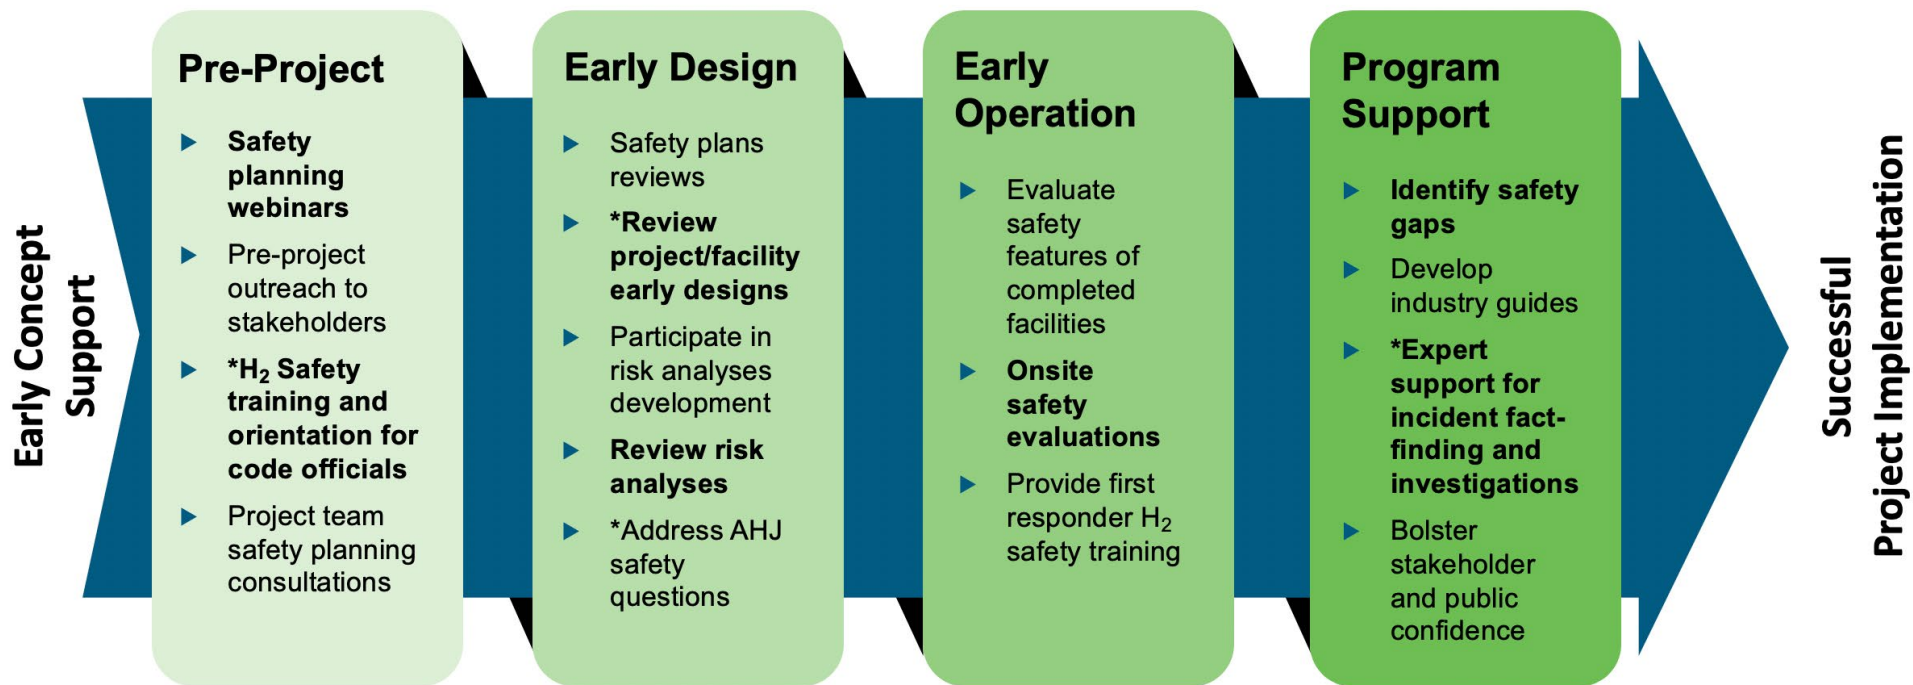 Early Concept
Support
Pre-Project
Safety
planning
webinars
Pre-project
outreach to
stakeholders
*H₂ Safety
training and
orientation for
code officials
Project team
safety planning
consultations
Early Design
Safety plans
reviews
*Review
project/facility
early designs
Participate in
risk analyses
development
Review risk
analyses
*Address AHJ
safety
questions
Early
Operation
Evaluate
safety
features of
completed
facilities
Onsite
safety
evaluations
Provide first
responder H₂
safety training
Program
Support
Identify safety
gaps
Develop
industry guides
*Expert
support for
incident fact-
finding and
investigations
Bolster
stakeholder
and public
confidence
Successful
Project Implementation